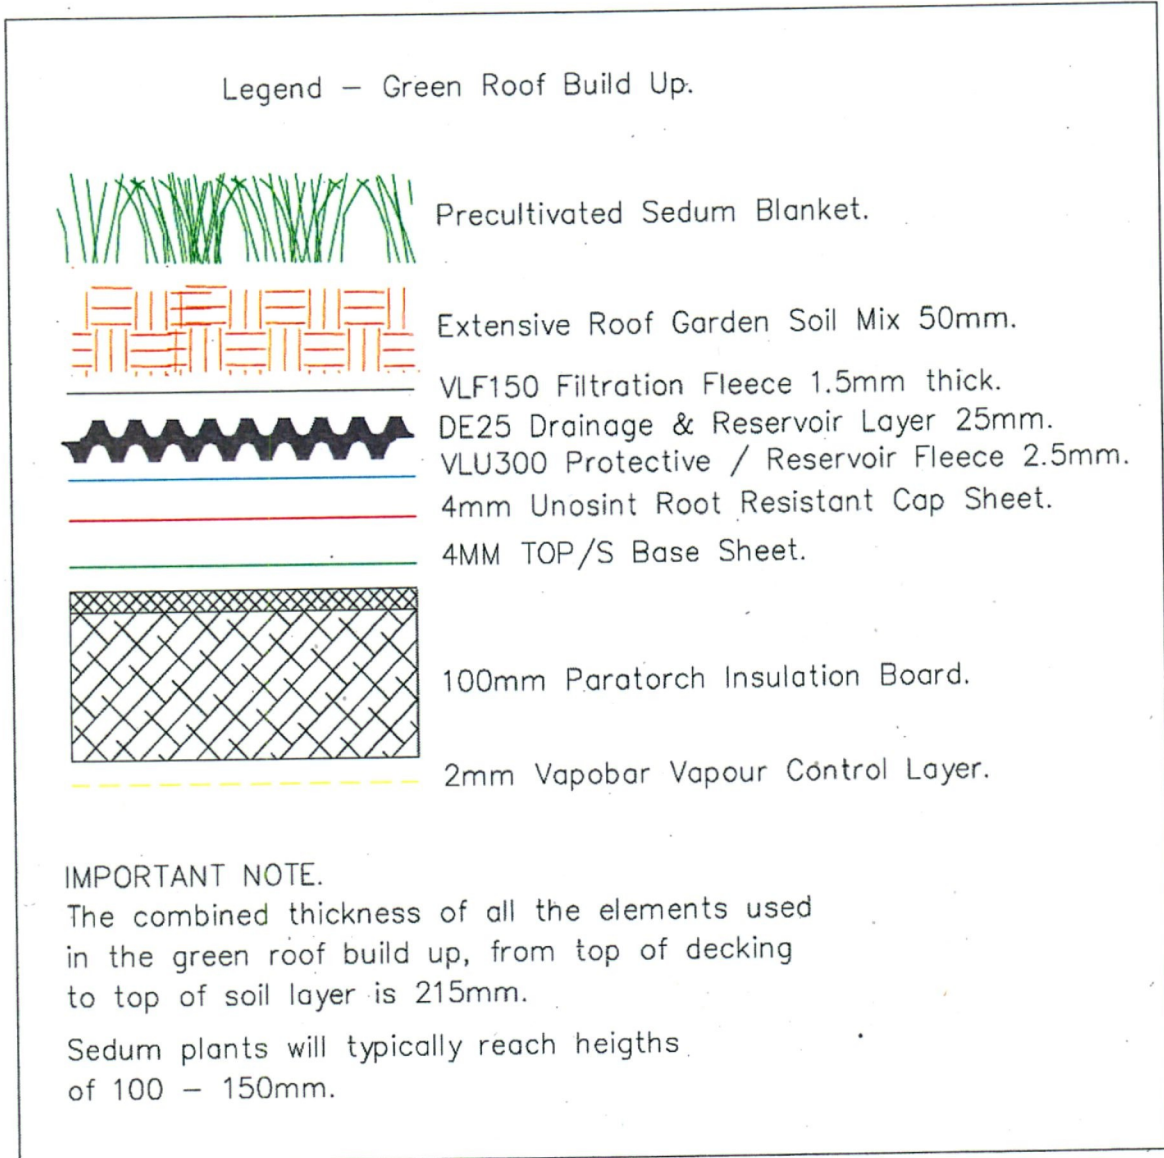 Legend – Green Roof Build Up.
Precultivated Sedum Blanket.
Extensive Roof Garden Soil Mix 50mm.
VLF150 Filtration Fleece 1.5mm thick.
DE25 Drainage & Reservoir Layer 25mm.
VLU300 Protective / Reservoir Fleece 2.5mm.
4mm Unosint Root Resistant Cap Sheet.
4MM TOP/S Base Sheet.
100mm Paratorch Insulation Board.
2mm Vapobar Vapour Control Layer.
IMPORTANT NOTE.
The combined thickness of all the elements used
in the green roof build up, from top of decking
to top of soil layer is 215mm.
Sedum plants will typically reach heigths
of 100 – 150mm.